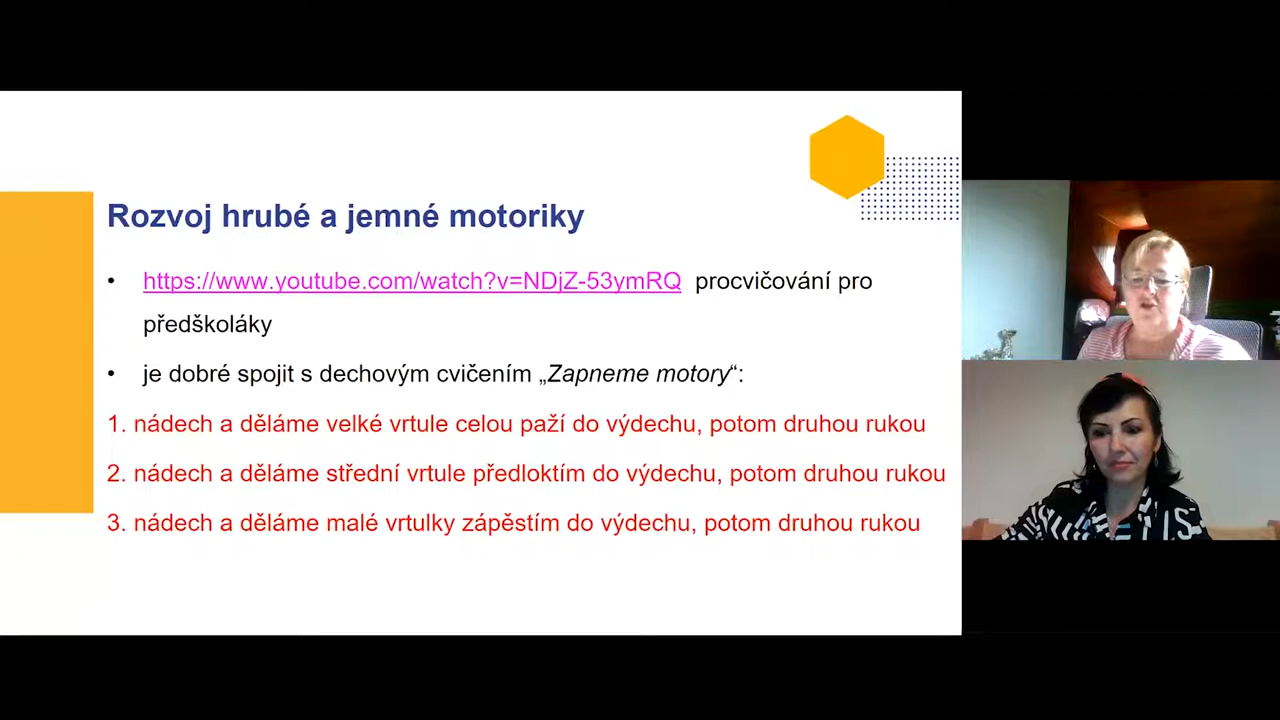 Rozvoj hrubé a jemné motoriky
• https://www.youtube.com/watch?v=NDjZ-53ymRQ procvičování pro
předškoláky
• je dobré spojit s dechovým cvičením „Zapneme motory“:
1. nádech a děláme velké vrtule celou paží do výdechu, potom druhou rukou
2. nádech a děláme střední vrtule předloktím do výdechu, potom druhou rukou
3. nádech a děláme malé vrtulky zápěstím do výdechu, potom druhou rukou